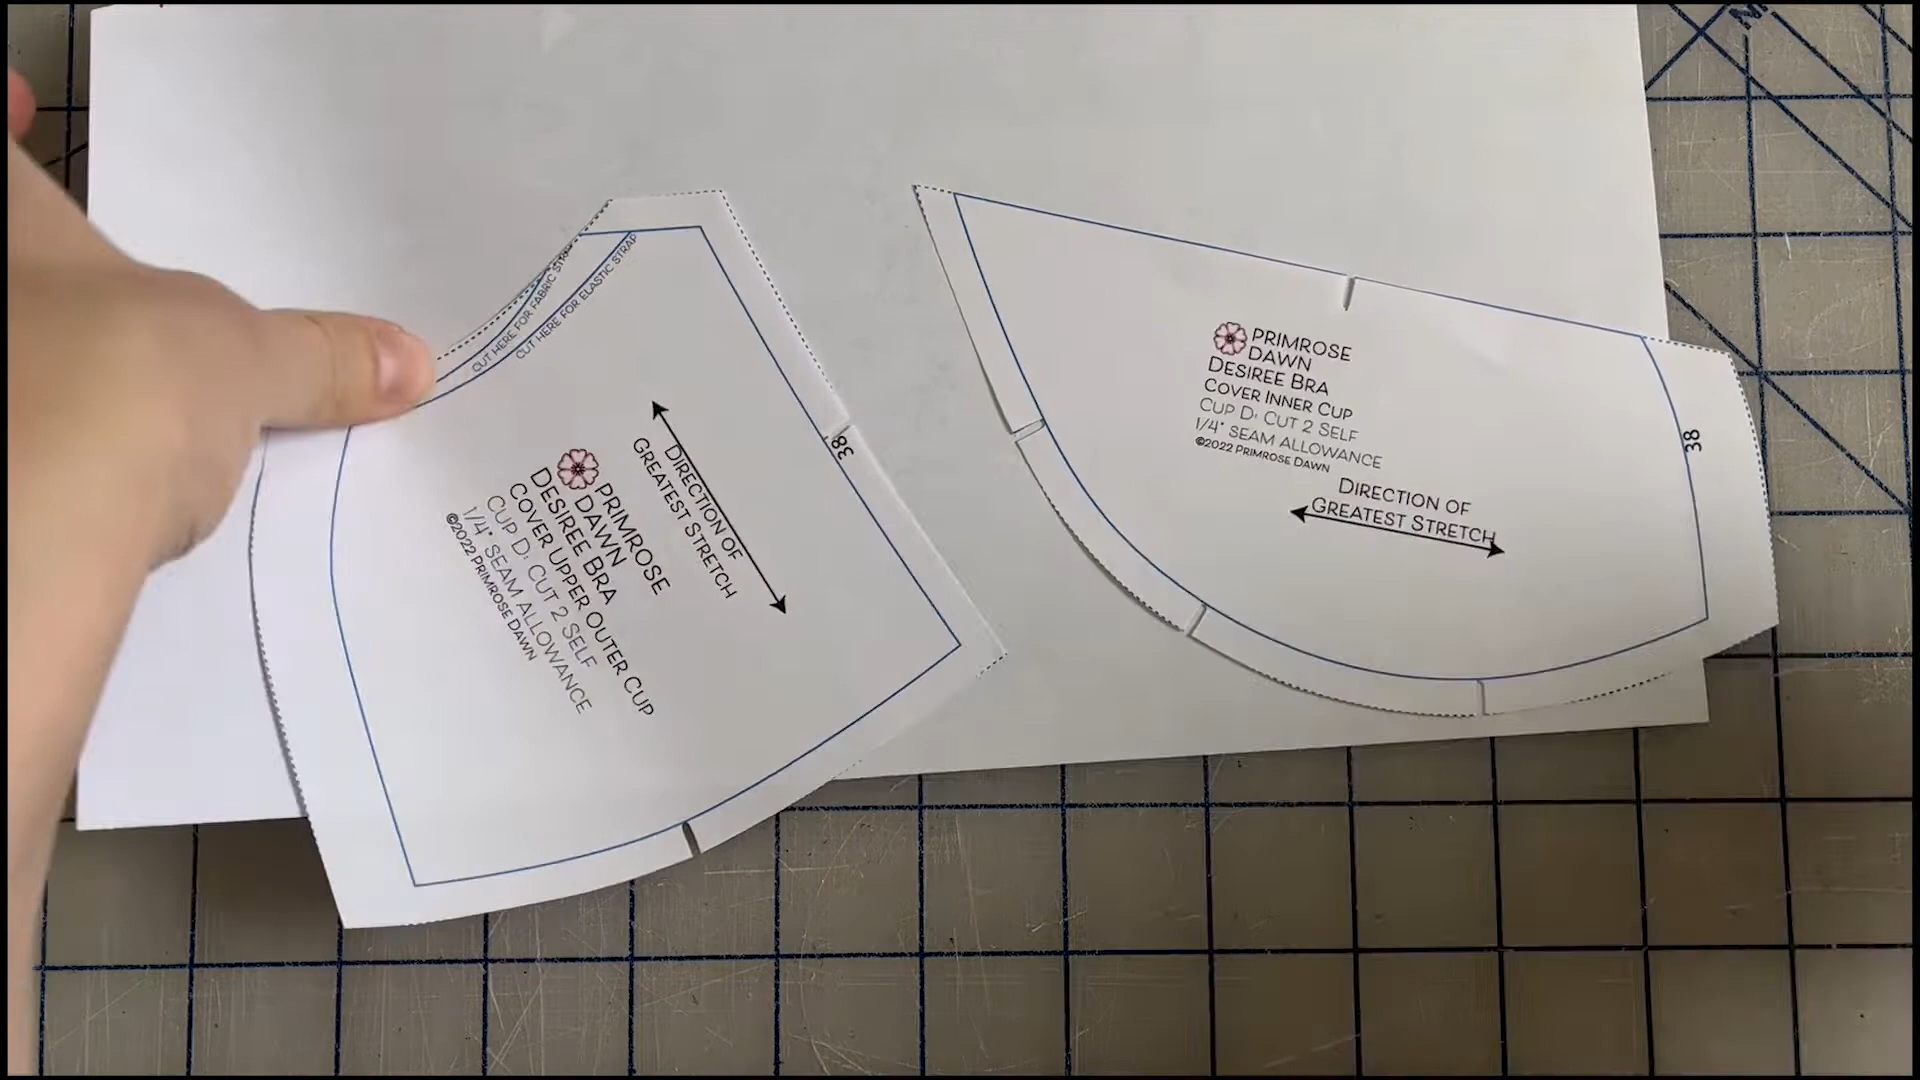 CUT HERE FOR FABRIC
CUT HERE FOR ELASTIC STRAP
38
DIRECTION OF
GREATEST STRETCH
PRIMROSE
DAWN
DESIREE BRA
COVER UPPER OUTER CUP
CUP D: CUT 2 SELF
1/4" SEAM ALLOWANCE
©2022 PRIMROSE DAWN
PRIMROSE
DAWN
DESIREE BRA
COVER INNER CUP
CUP D: CUT 2 SELF
1/4" SEAM ALLOWANCE
©2022 PRIMROSE DAWN
DIRECTION OF
GREATEST STRETCH
38